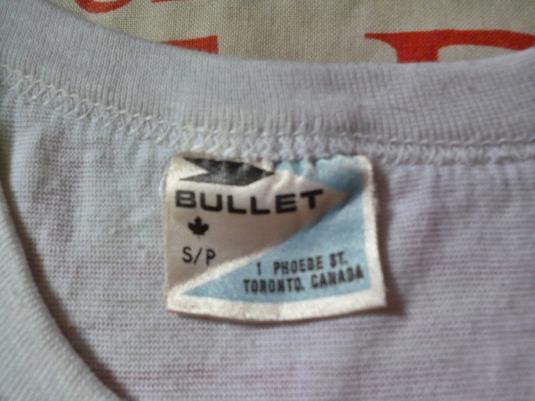 BULLET
S/P
1 PHOEBE ST.
TORONTO, CANADA